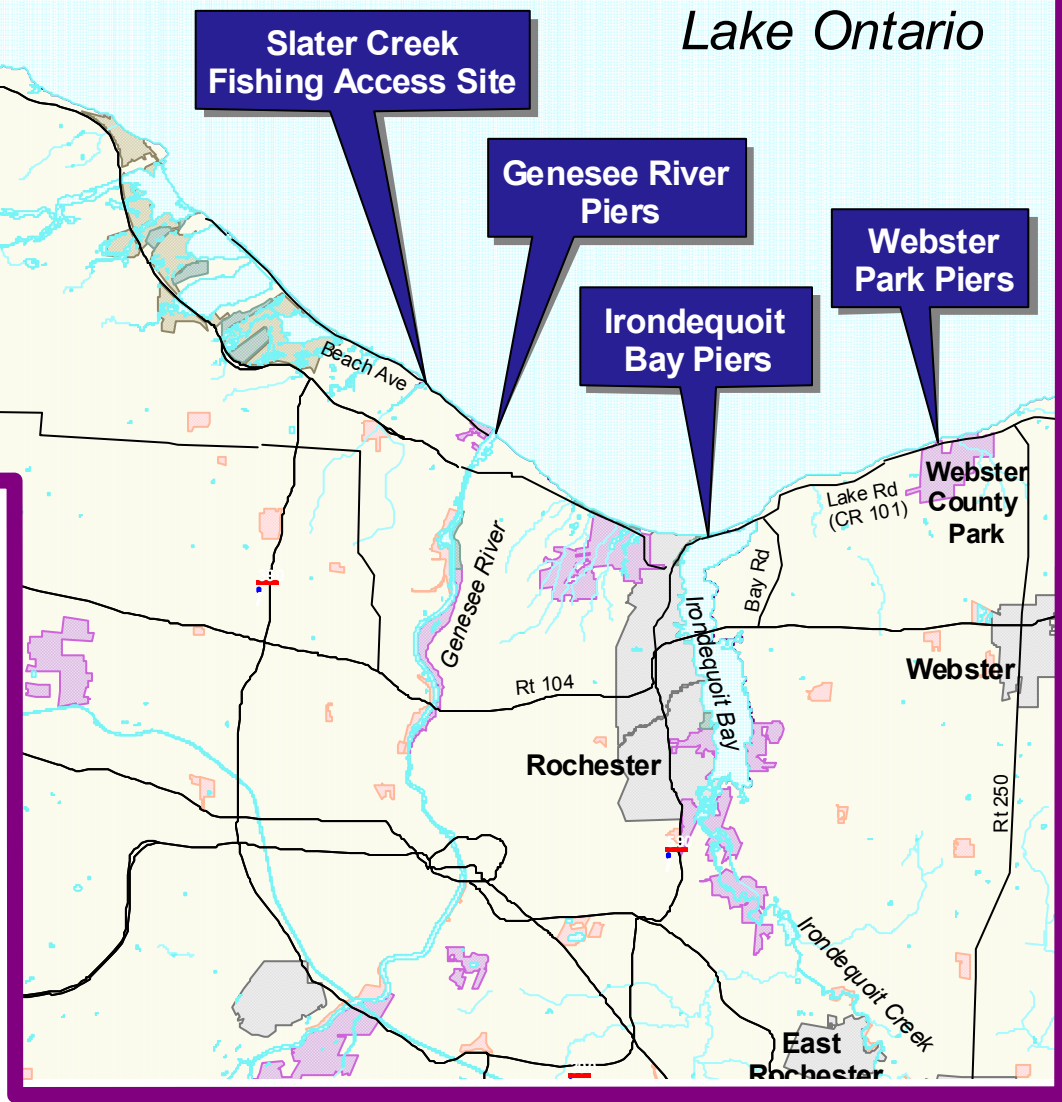 Lake Ontario
Slater Creek
Fishing Access Site
Genesee River
Piers
Webster
Park Piers
Irondequoit
Bay Piers
Beach Ave
Webster
County
Park
Lake Rd
(CR 101)
Bay Rd
Genesee River
Irondequoit Bay
Webster
Rt 104
Rochester
Rt 250
Irondequoit Creek
East
Rochester